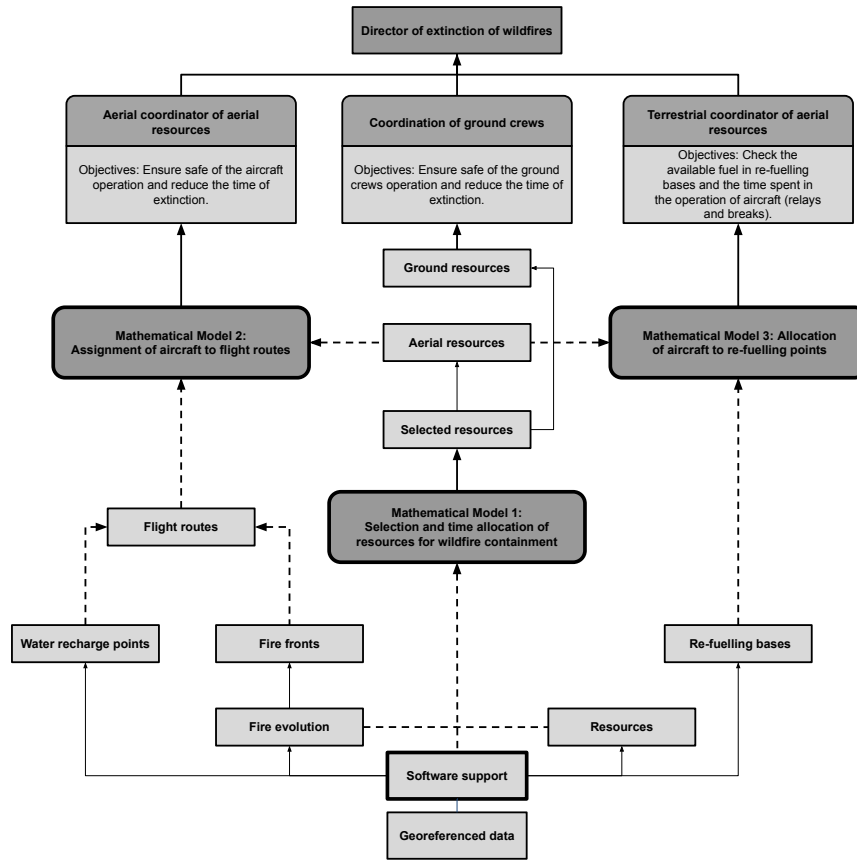 Director of extinction of wildfires
Aerial coordinator of aerial
resources
Objectives: Ensure safe of the aircraft
operation and reduce the time of
extinction.
Coordination of ground crews
Objectives: Ensure safe of the ground
crews operation and reduce the time of
extinction.
Terrestrial coordinator of aerial
resources
Objectives: Check the
available fuel in re-fuelling
bases and the time spent in
the operation of aircraft (relays
and breaks).
Ground resources
Mathematical Model 2:
Assignment of aircraft to flight routes
Aerial resources
Mathematical Model 3: Allocation
of aircraft to re-fuelling points
Selected resources
Flight routes
Mathematical Model 1:
Selection and time allocation of
resources for wildfire containment
Water recharge points
Fire fronts
Re-fuelling bases
Fire evolution
Resources
Software support
Georeferenced data